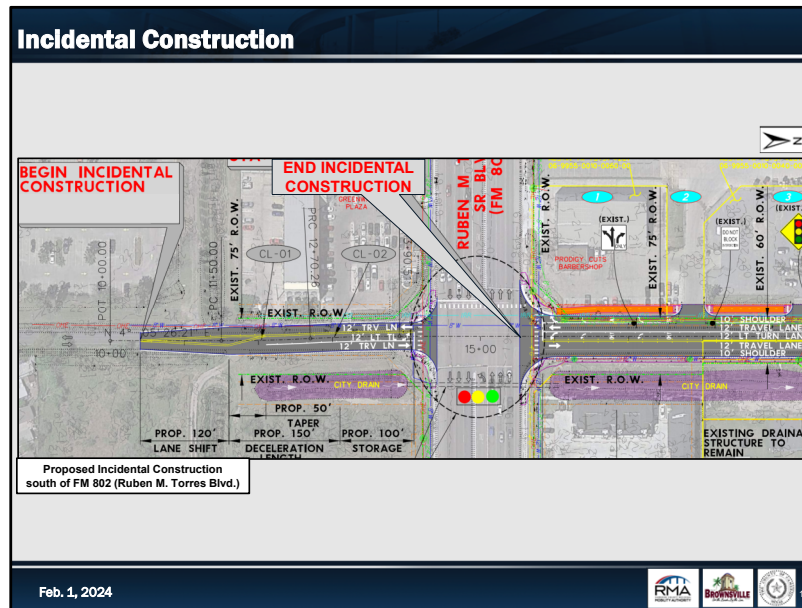 Incidental Construction
N
BEGIN INCIDENTAL
CONSTRUCTION
END INCIDENTAL
CONSTRUCTION
GREENW
PLAZA
RUBEN M T
SR BLV
(FM 80
POT 10+00.00
PC 11+50.00
PRC 12+70.26
EXIST. 75' R.O.W.
CL-01
CL-02
EXIST. R.O.W.
EXIST. R.O.W.
1
2
3
(EXIST.)
ONLY
(EXIST.)
DO NOT
BLOCK
(EXIST.
EXIST. 75' R.O.W.
EXIST. 60' R.O.W.
PRODIGY CUTS
BARBERSHOP
10+00
12' TRV LN
12' LT TL
12' TRV LN
15+00
10' SHOULDER
12' TRAVEL LANE
12' LT TURN LAN
12' TRAVEL LANE
10' SHOULDER
EXIST. R.O.W.
CITY DRAIN
EXIST. R.O.W.
CITY DRAIN
PROP. 50'
TAPER
PROP. 120'
LANE SHIFT
PROP. 150'
DECELERATION
LENGTH
PROP. 100'
STORAGE
EXISTING DRAINA
STRUCTURE TO
REMAIN
Proposed Incidental Construction
south of FM 802 (Ruben M. Torres Blvd.)
Feb. 1, 2024
RMA
MOBILITY AUTHORITY
BROWNSVILLE